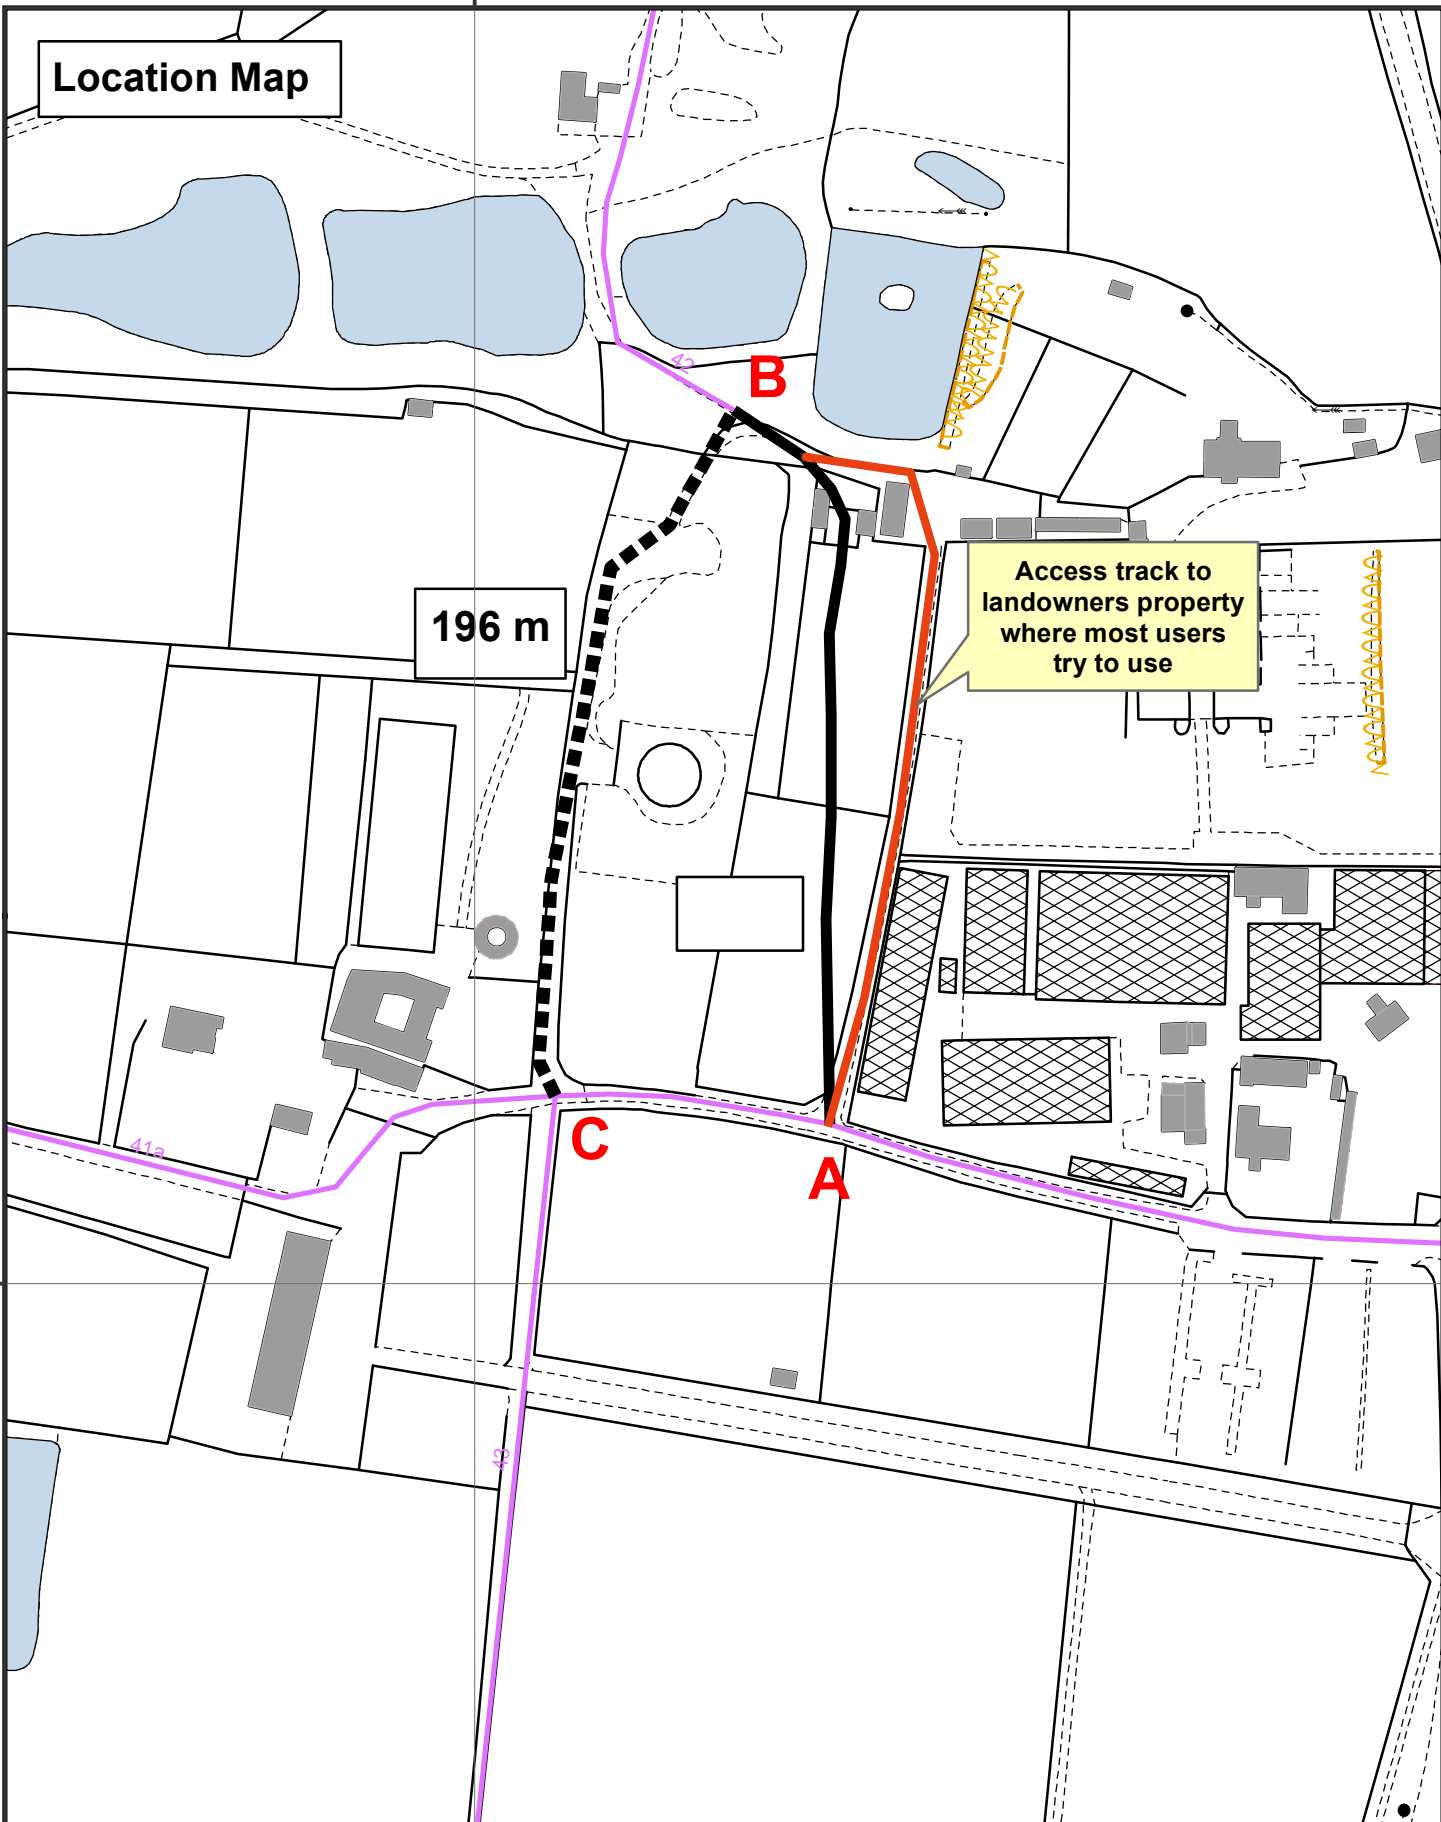 Location Map
42
B
Access track to
landowners property
where most users
try to use
196 m
C
41a
A
43